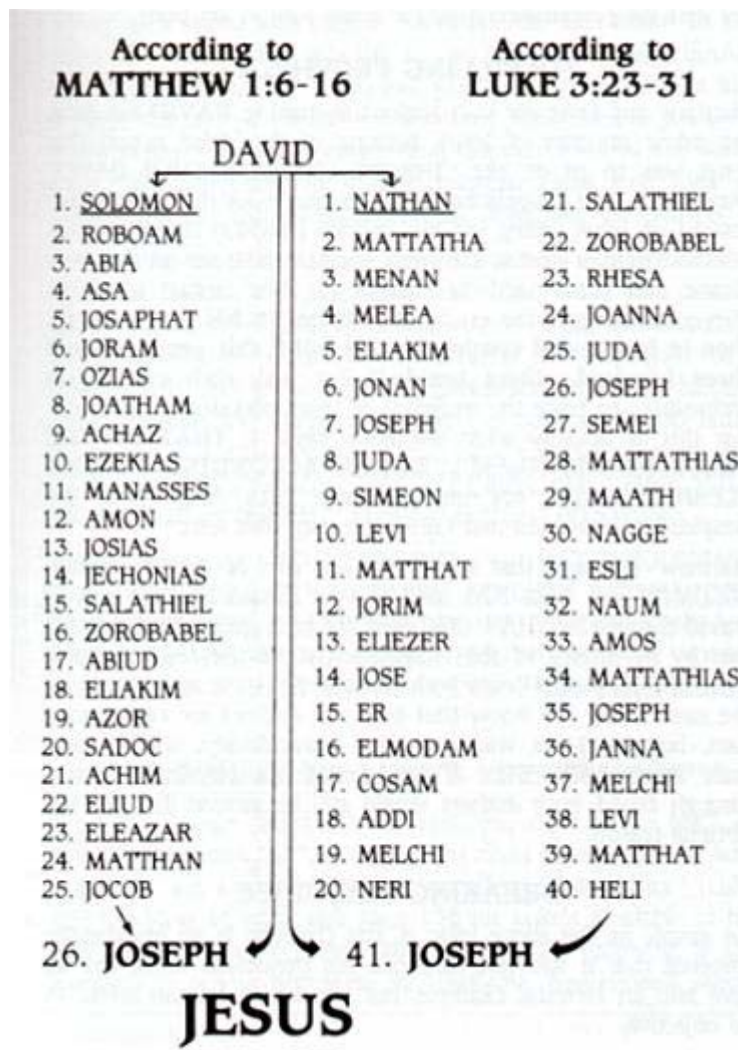 According to
MATTHEW 1:6-16
According to
LUKE 3:23-31
DAVID
1. SOLOMON
2. ROBOAM
3. ABIA
4. ASA
5. JOSAPHAT
6. JORAM
7. OZIAS
8. JOATHAM
9. ACHAZ
10. EZEKIAS
11. MANASSES
12. AMON
13. JOSIAS
14. JECHONIAS
15. SALATHIEL
16. ZOROBABEL
17. ABIUD
18. ELIAKIM
19. AZOR
20. SADOC
21. ACHIM
22. ELIUD
23. ELEAZAR
24. MATTHAN
25. JOCOB
26. JOSEPH
1. NATHAN
2. MATTATHA
3. MENAN
4. MELEA
5. ELIAKIM
6. JONAN
7. JOSEPH
8. JUDA
9. SIMEON
10. LEVI
11. MATTHAT
12. JORIM
13. ELIEZER
14. JOSE
15. ER
16. ELMODAM
17. COSAM
18. ADDI
19. MELCHI
20. NERI
21. SALATHIEL
22. ZOROBABEL
23. RHESA
24. JOANNA
25. JUDA
26. JOSEPH
27. SEMEI
28. MATTATHIAS
29. MAATH
30. NAGGE
31. ESLI
32. NAUM
33. AMOS
34. MATTATHIAS
35. JOSEPH
36. JANNA
37. MELCHI
38. LEVI
39. MATTHAT
40. HELI
41. JOSEPH
JESUS